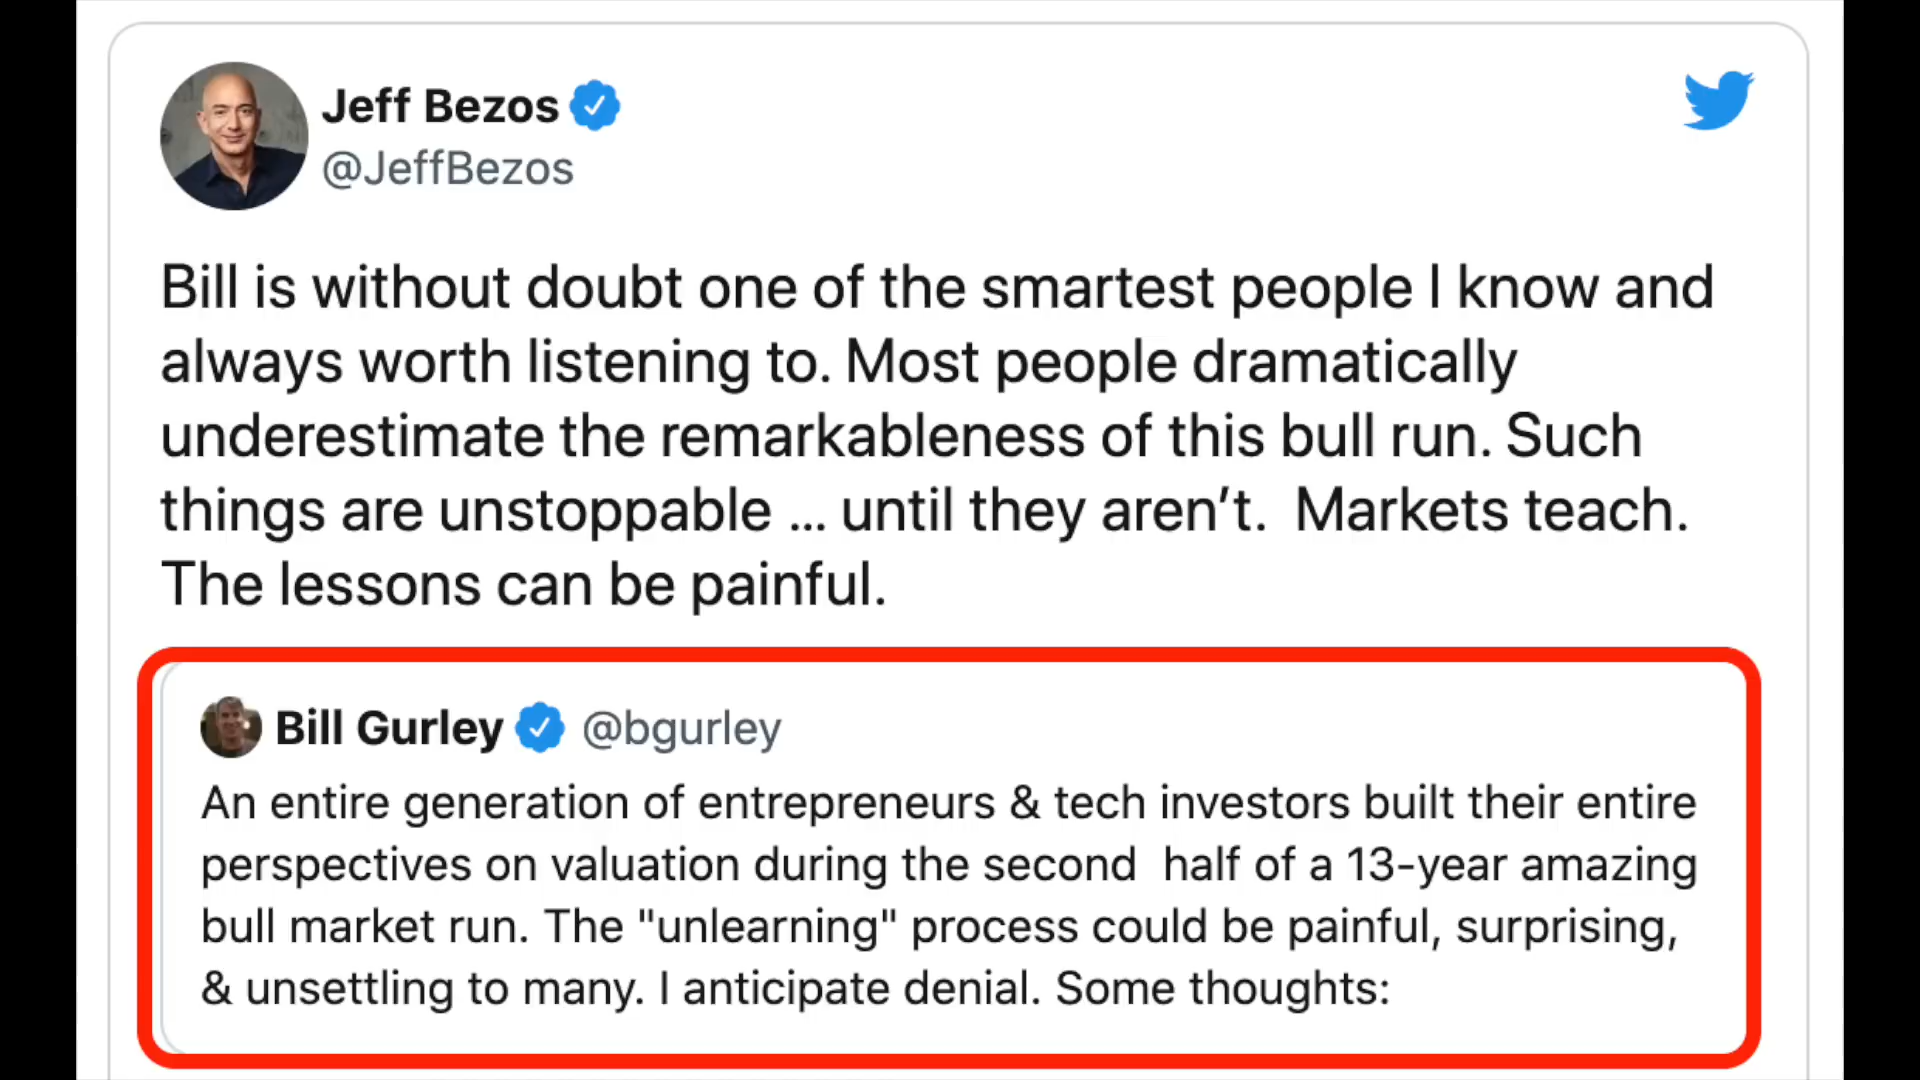 Jeff Bezos
@JeffBezos
Bill is without doubt one of the smartest people I know and
always worth listening to. Most people dramatically
underestimate the remarkableness of this bull run. Such
things are unstoppable … until they aren’t.  Markets teach.
The lessons can be painful.
Bill Gurley @bgurley
An entire generation of entrepreneurs & tech investors built their entire
perspectives on valuation during the second  half of a 13-year amazing
bull market run. The "unlearning" process could be painful, surprising,
& unsettling to many. I anticipate denial. Some thoughts: